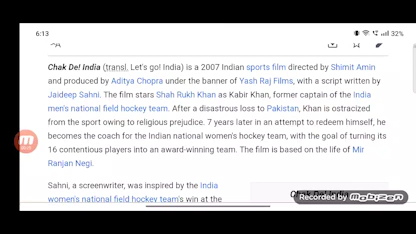 6:13
32%
Chak De! India (transl. Let's go! India) is a 2007 Indian sports film directed by Shimit Amin
and produced by Aditya Chopra under the banner of Yash Raj Films, with a script written by
Jaideep Sahni. The film stars Shah Rukh Khan as Kabir Khan, former captain of the India
men's national field hockey team. After a disastrous loss to Pakistan, Khan is ostracized
from the sport owing to religious prejudice. 7 years later in an attempt to redeem himself, he
becomes the coach for the Indian national women's hockey team, with the goal of turning its
16 contentious players into an award-winning team. The film is based on the life of Mir
Ranjan Negi.
Sahni, a screenwriter, was inspired by the India
women's national field hockey team's win at the
Chak De! India
Recorded by Mobizen